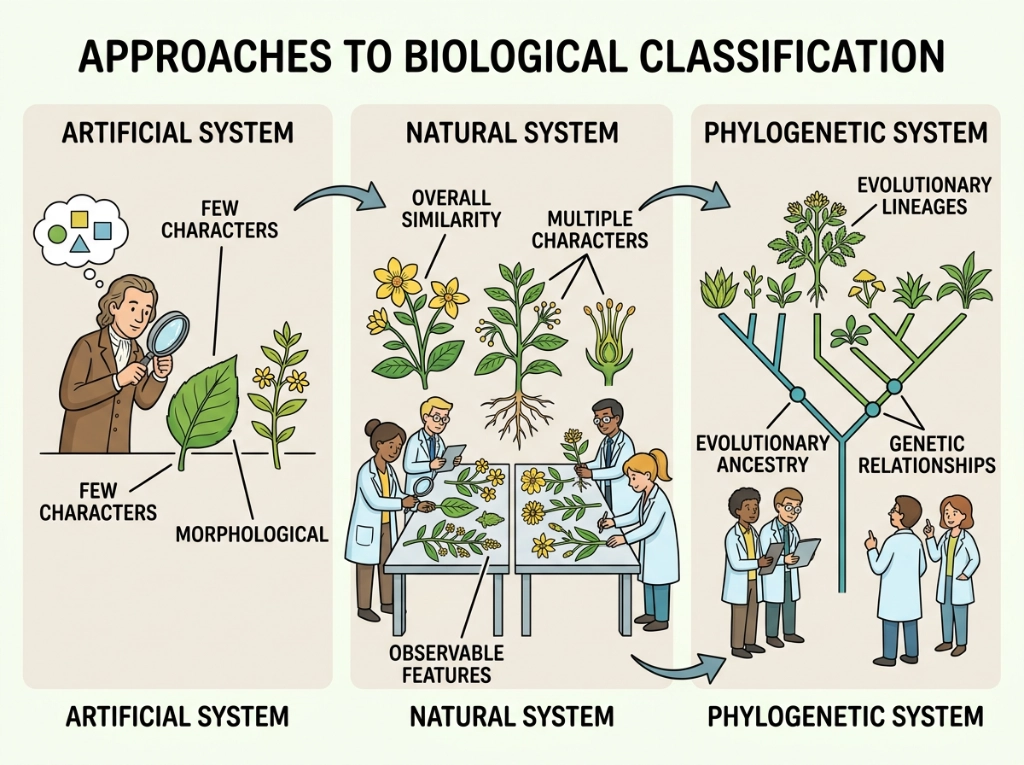 APPROACHES TO BIOLOGICAL CLASSIFICATION
ARTIFICIAL SYSTEM
FEW
CHARACTERS
FEW
CHARACTERS
MORPHOLOGICAL
ARTIFICIAL SYSTEM
NATURAL SYSTEM
OVERALL
SIMILARITY
MULTIPLE
CHARACTERS
OBSERVABLE
FEATURES
NATURAL SYSTEM
PHYLOGENETIC SYSTEM
EVOLUTIONARY
LINEAGES
EVOLUTIONARY
ANCESTRY
GENETIC
RELATIONSHIPS
PHYLOGENETIC SYSTEM